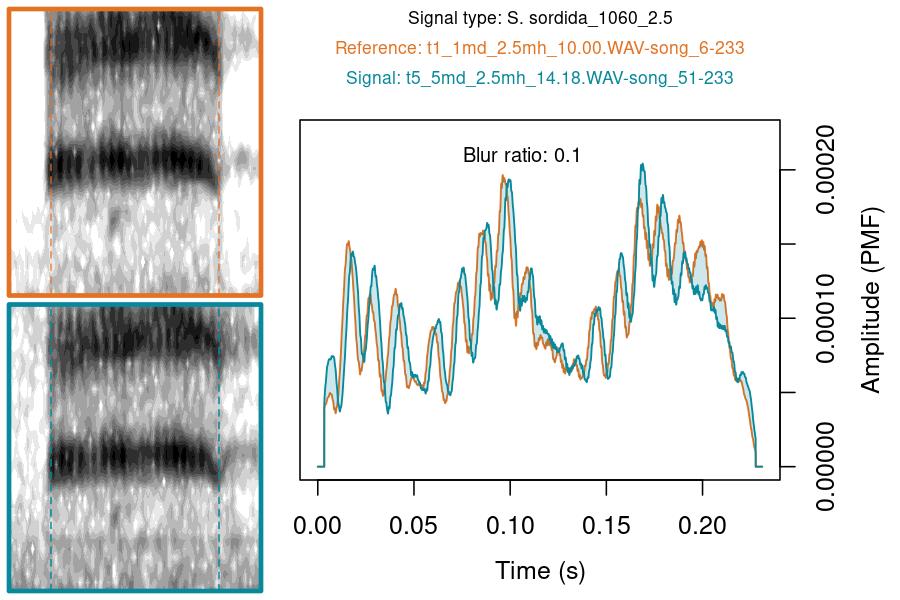 Signal type: S. sordida_1060_2.5
Reference: t1_1md_2.5mh_10.00.WAV-song_6-233
Signal: t5_5md_2.5mh_14.18.WAV-song_51-233
Blur ratio: 0.1
0.00020
0.00010
0.00000
Amplitude (PMF)
0.00 0.05 0.10 0.15 0.20
Time (s)